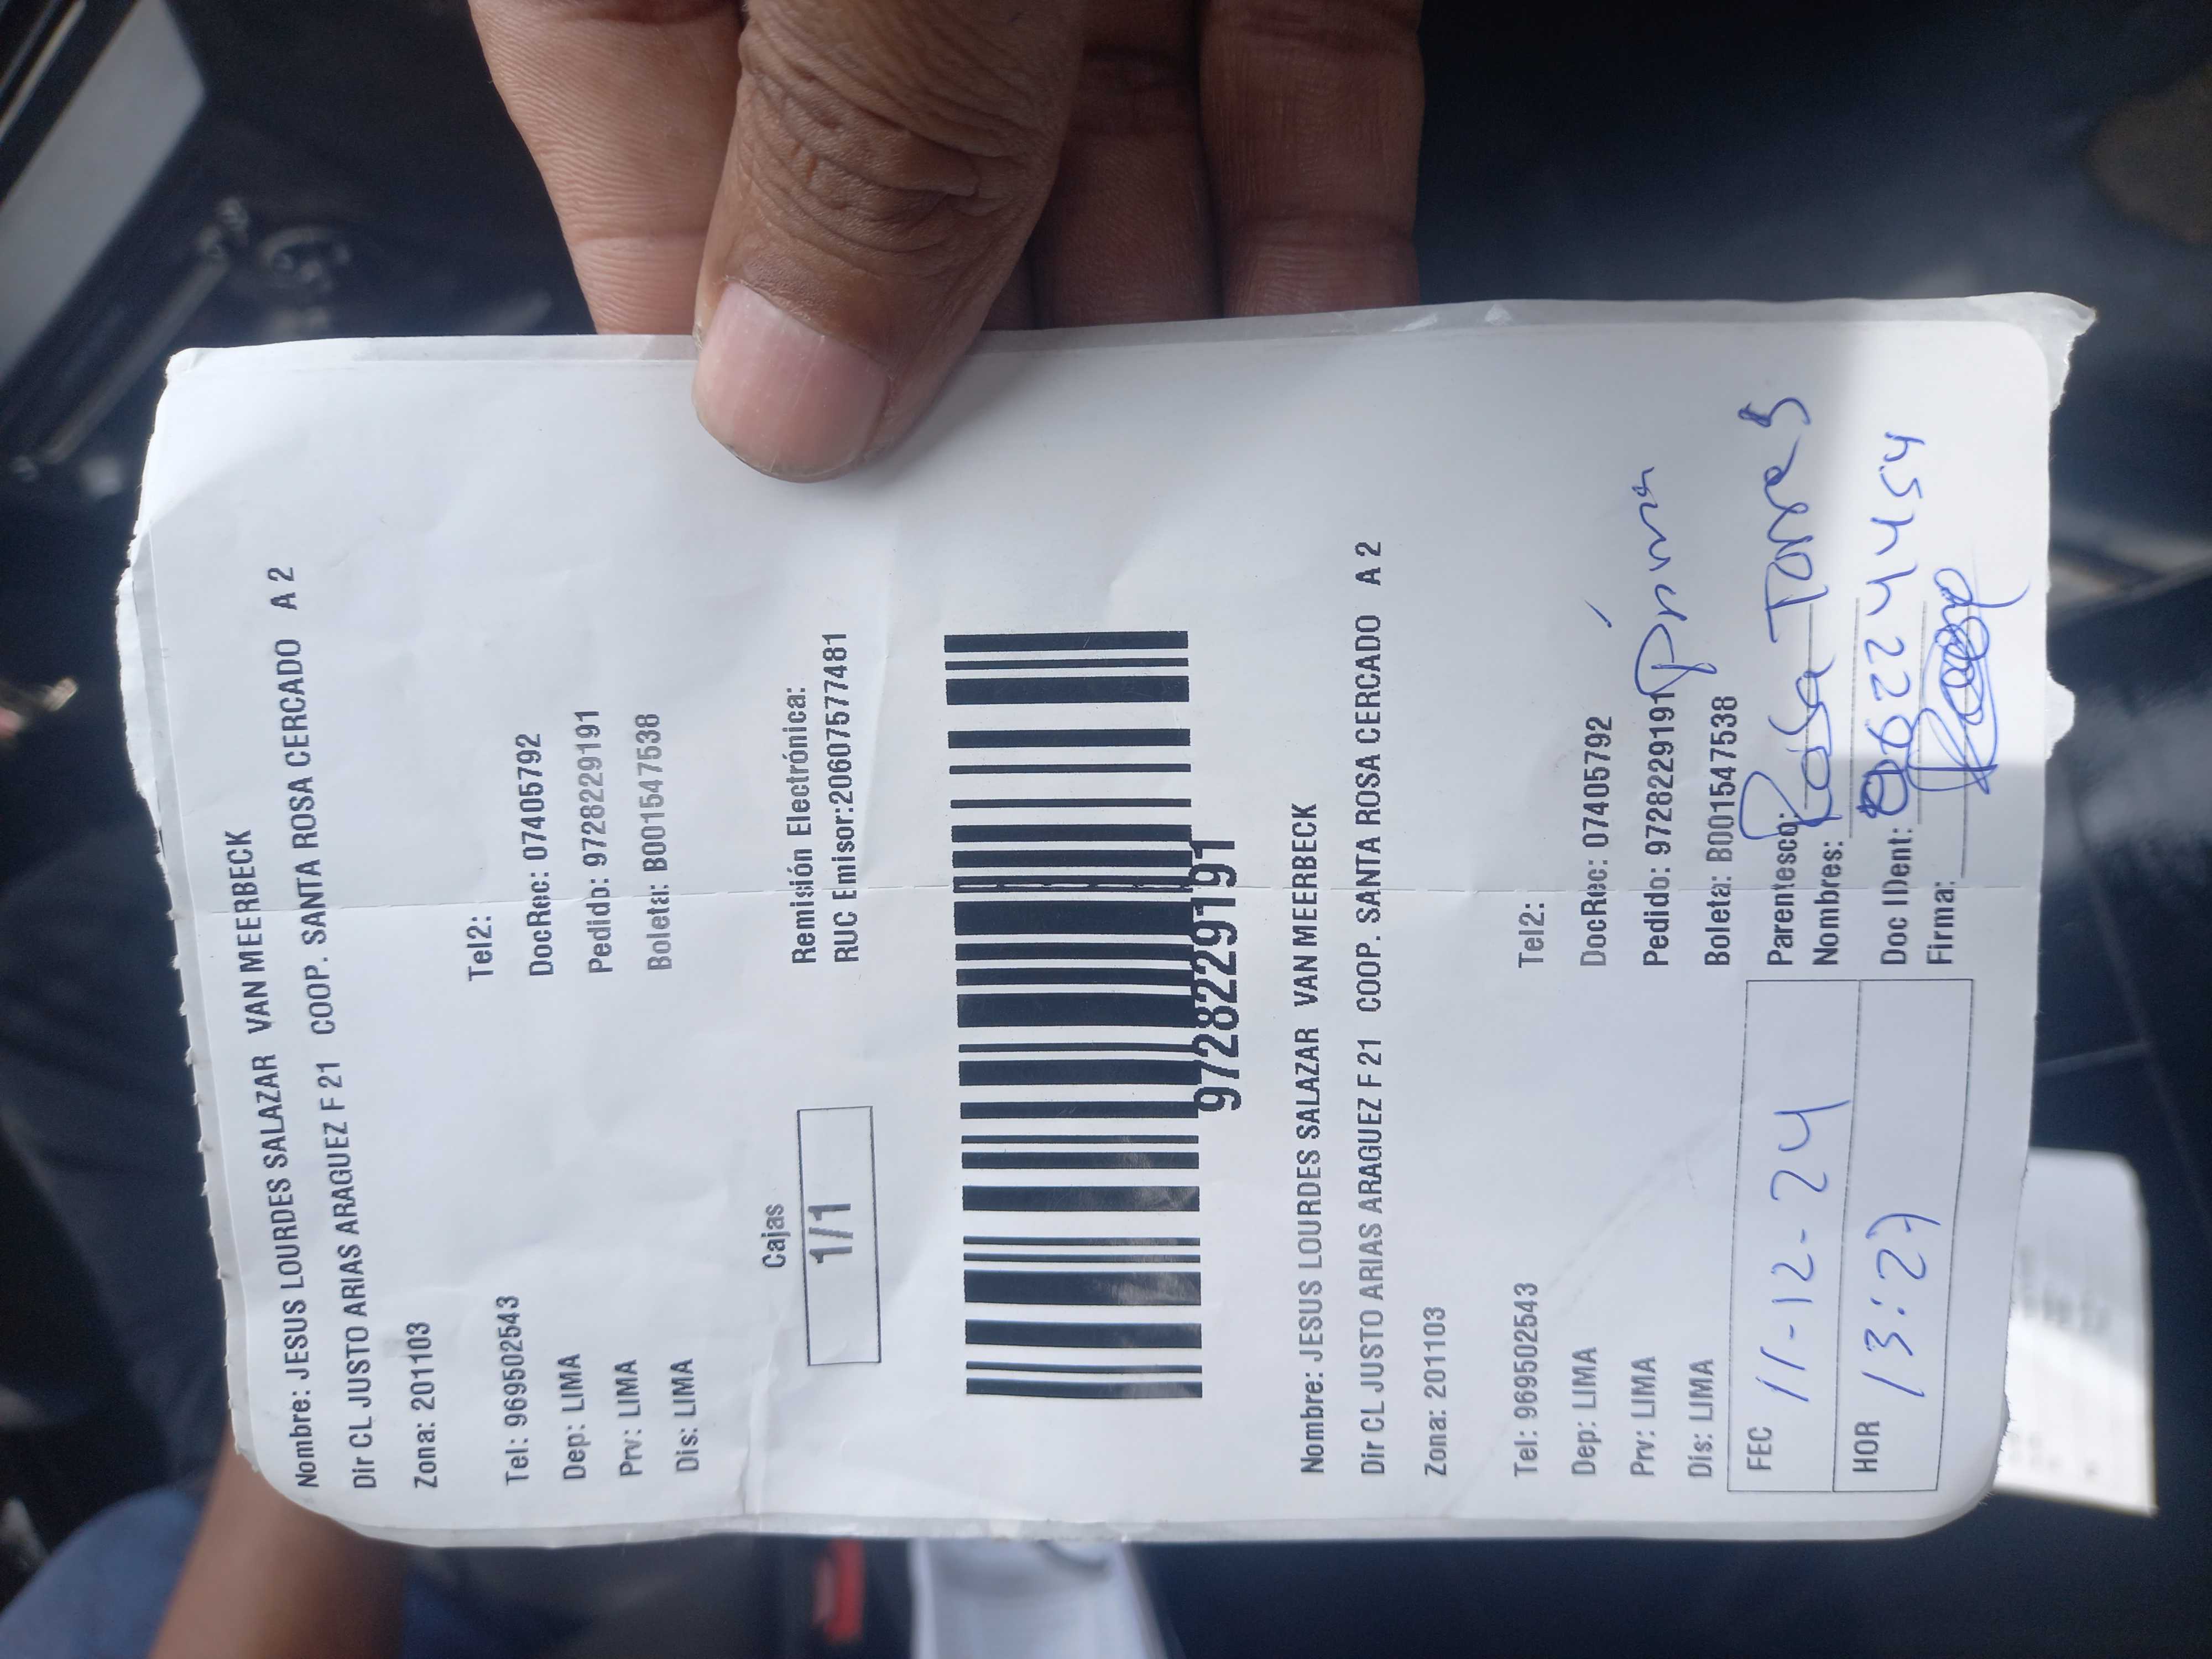 Nombre: JESUS LOURDES SALAZAR VAN MEERBECK
Dir CL JUSTO ARIAS ARAGUEZ F 21 COOP. SANTA ROSA CERCADO A 2
Zona: 201103
Tel: 969502543 Tel2:
Dep: LIMA DocRec: 07405792
Prv: LIMA Pedido: 97282229191
Dis: LIMA Boleta: B001547538
Cajas
1/1
Remisión Electrónica:
RUC Emisor:20607577481
97282229191
Nombre: JESUS LOURDES SALAZAR VAN MEERBECK
Dir CL JUSTO ARIAS ARAGUEZ F 21 COOP. SANTA ROSA CERCADO A 2
Zona: 201103
Tel: 969502543 Tel2:
Dep: LIMA DocRec: 07405792
Prv: LIMA Pedido: 97282229191 Prima
Dis: LIMA Boleta: B001547538
FEC 11-12-24
HOR 13:27
Parentesco:
Nombres: Rosa Torres
Doc IDent:
Firma: